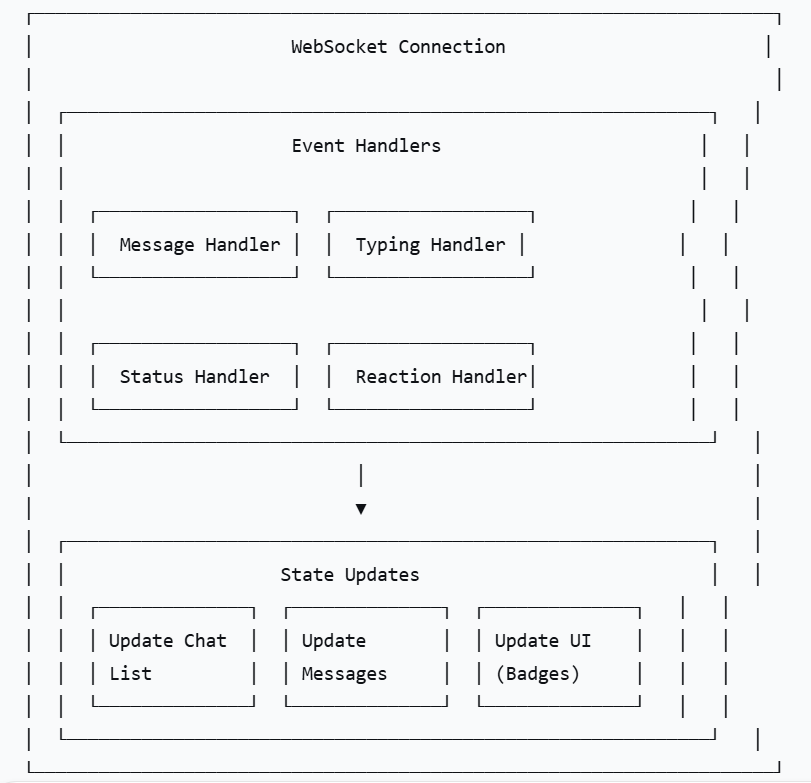 WebSocket Connection
Event Handlers
Message Handler Typing Handler
Status Handler Reaction Handler
State Updates
Update Chat Update Update UI
List Messages (Badges)